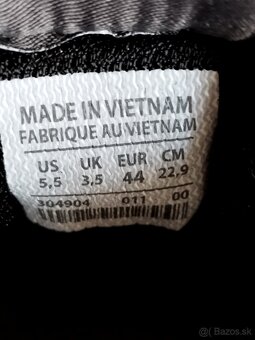 MADE IN VIETNAM
FABRIQUE AU VIETNAM
US UK EUR CM
5,5 3,5 44 22,9
304904 011 00
Bazos.sk